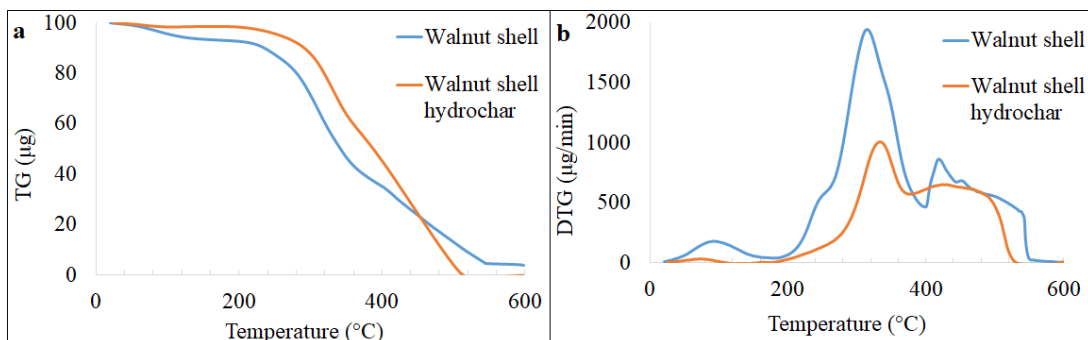 a
100
80
60
40
20
0
TG (µg)
0
200
400
600
Temperature (°C)
Walnut shell
Walnut shell
hydrochar
b
2000
1500
1000
500
0
DTG (µg/min)
0
200
400
600
Temperature (°C)
Walnut shell
Walnut shell
hydrochar